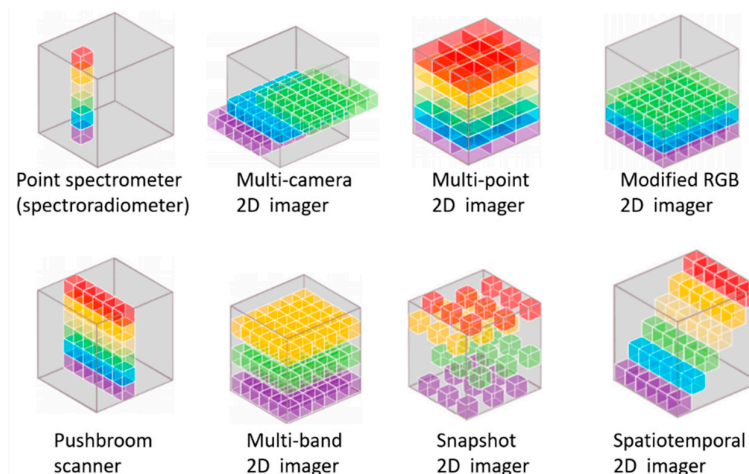 Point spectrometer
(spectroradiometer)
Multi-camera
2D imager
Multi-point
2D imager
Modified RGB
2D imager
Pushbroom
scanner
Multi-band
2D imager
Snapshot
2D imager
Spatiotemporal
2D imager